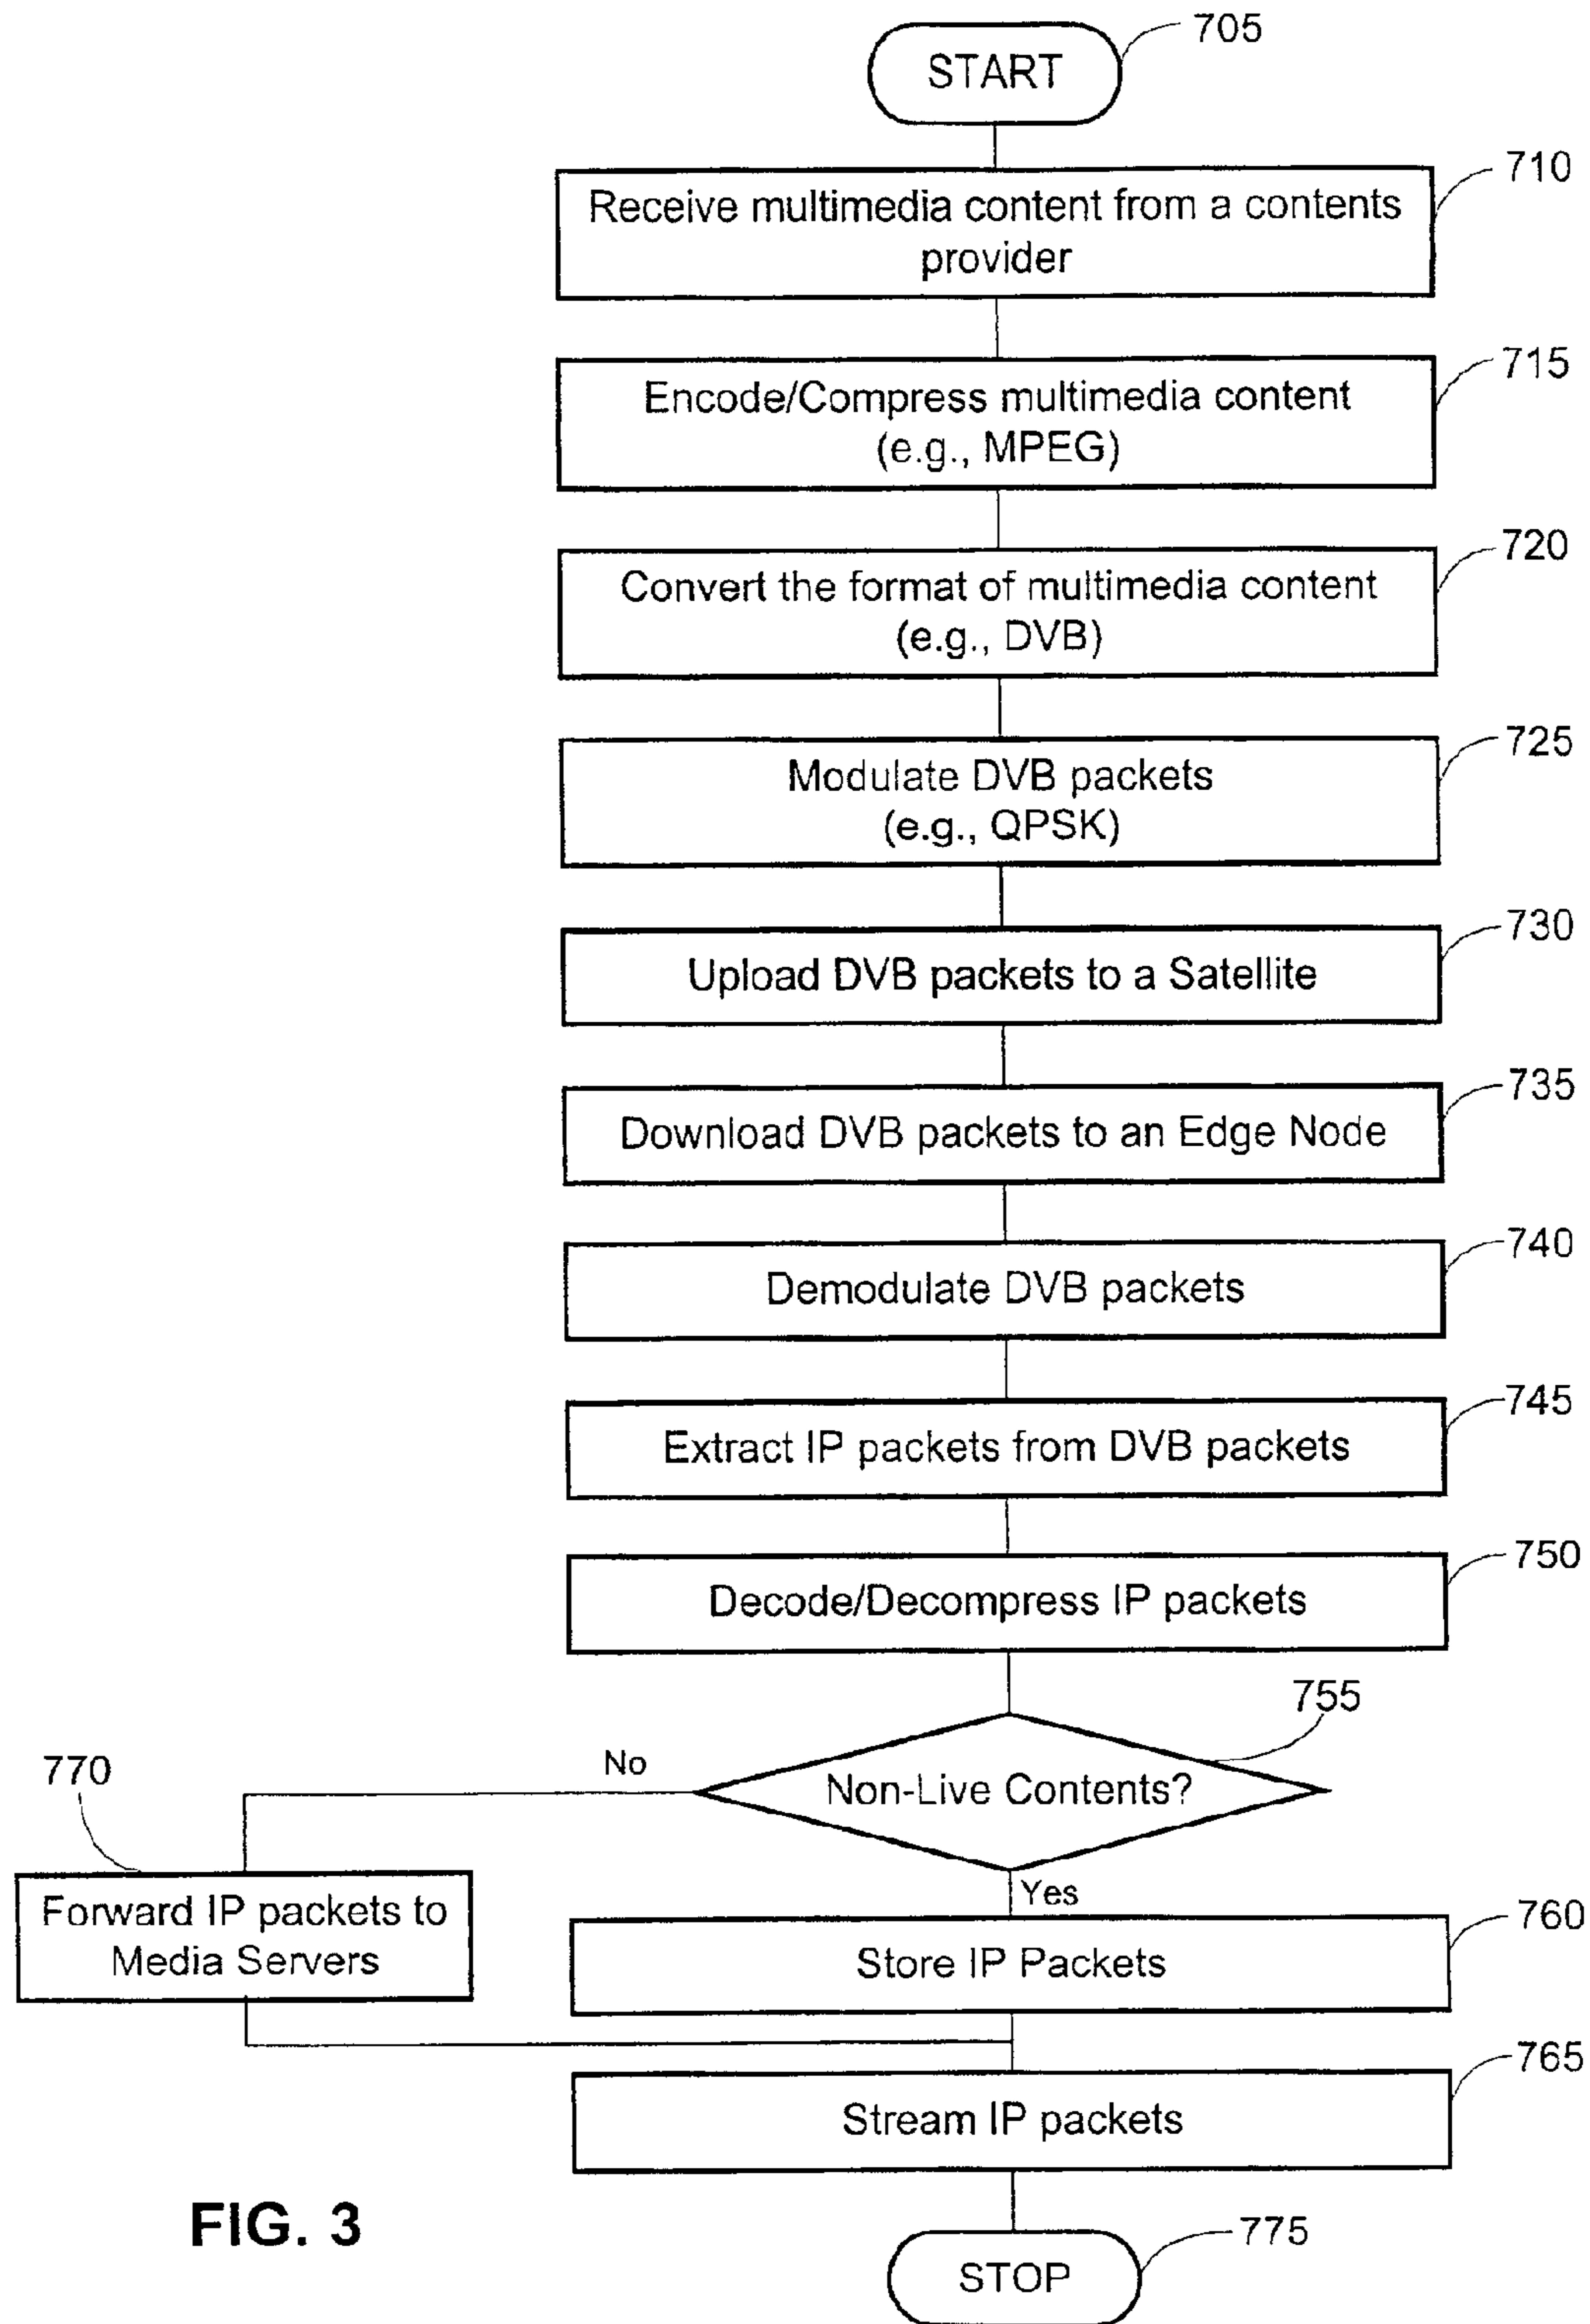 START
705
710
Receive multimedia content from a contents
provider
715
Encode/Compress multimedia content
(e.g., MPEG)
720
Convert the format of multimedia content
(e.g., DVB)
725
Modulate DVB packets
(e.g., QPSK)
730
Upload DVB packets to a Satellite
735
Download DVB packets to an Edge Node
740
Demodulate DVB packets
745
Extract IP packets from DVB packets
750
Decode/Decompress IP packets
755
Non-Live Contents?
No
770
Forward IP packets to
Media Servers
Yes
760
Store IP Packets
765
Stream IP packets
775
STOP
FIG. 3